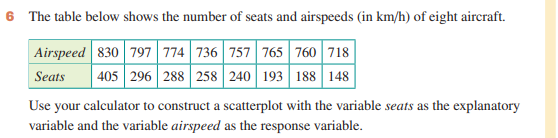 6 The table below shows the number of seats and airspeeds (in km/h) of eight aircraft.
Airspeed 830 797 774 736 757 765 760 718
Seats 405 296 288 258 240 193 188 148
Use your calculator to construct a scatterplot with the variable seats as the explanatory
variable and the variable airspeed as the response variable.